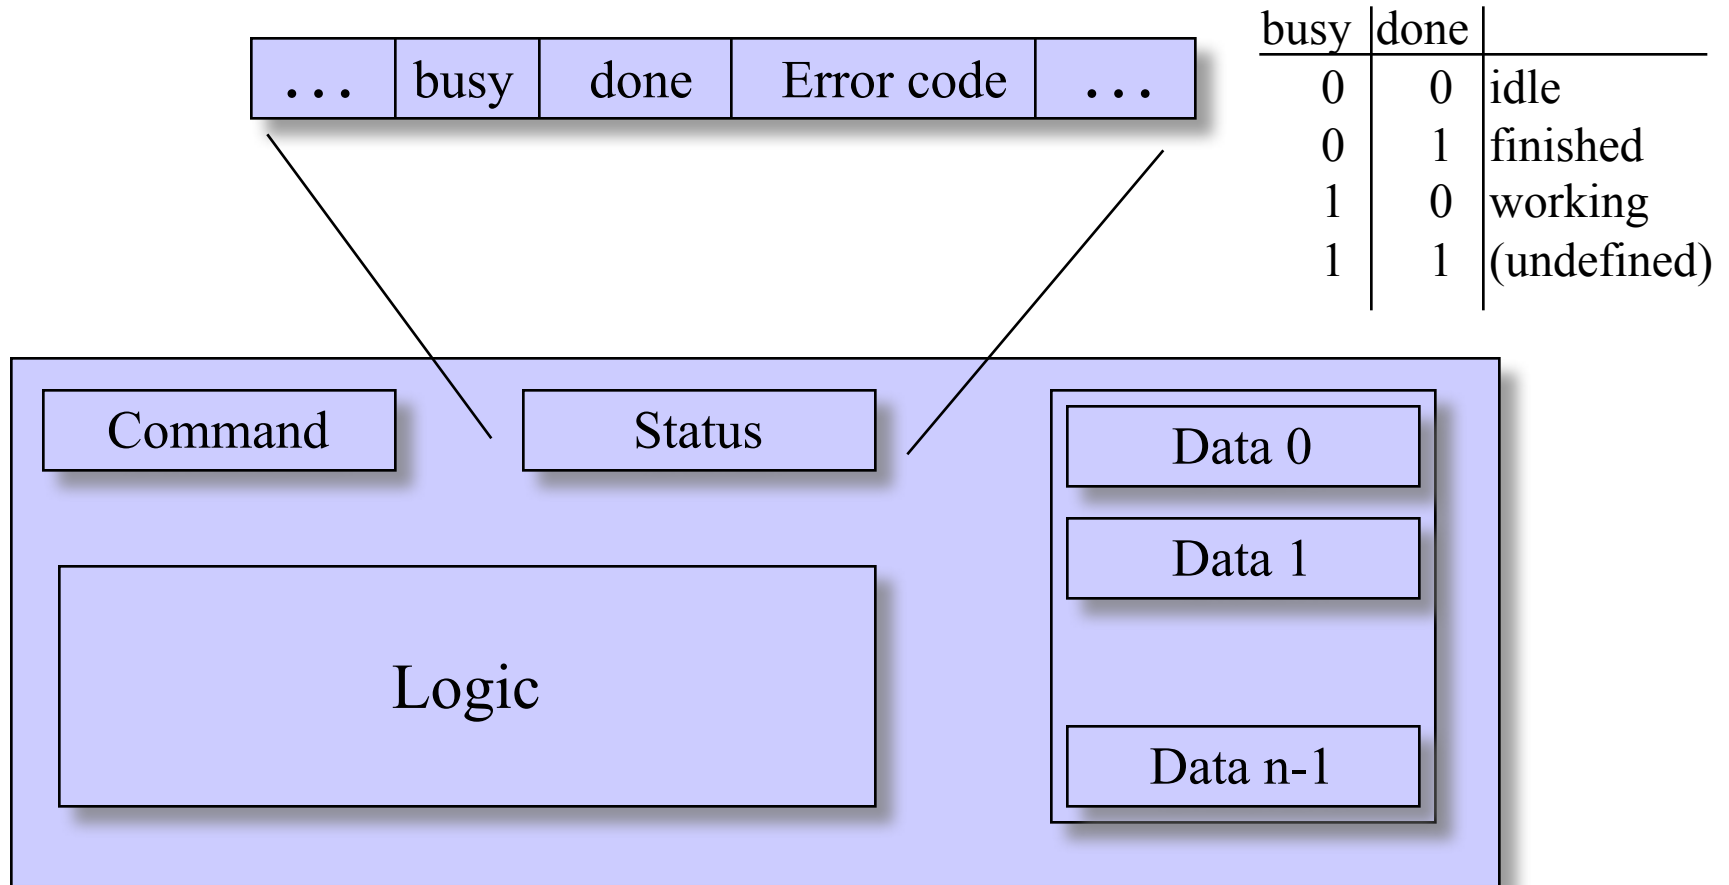 ... busy done Error code ...
busy done
0 0 idle
0 1 finished
1 0 working
1 1 (undefined)
Command Status
Data 0
Data 1
Logic
Data n-1